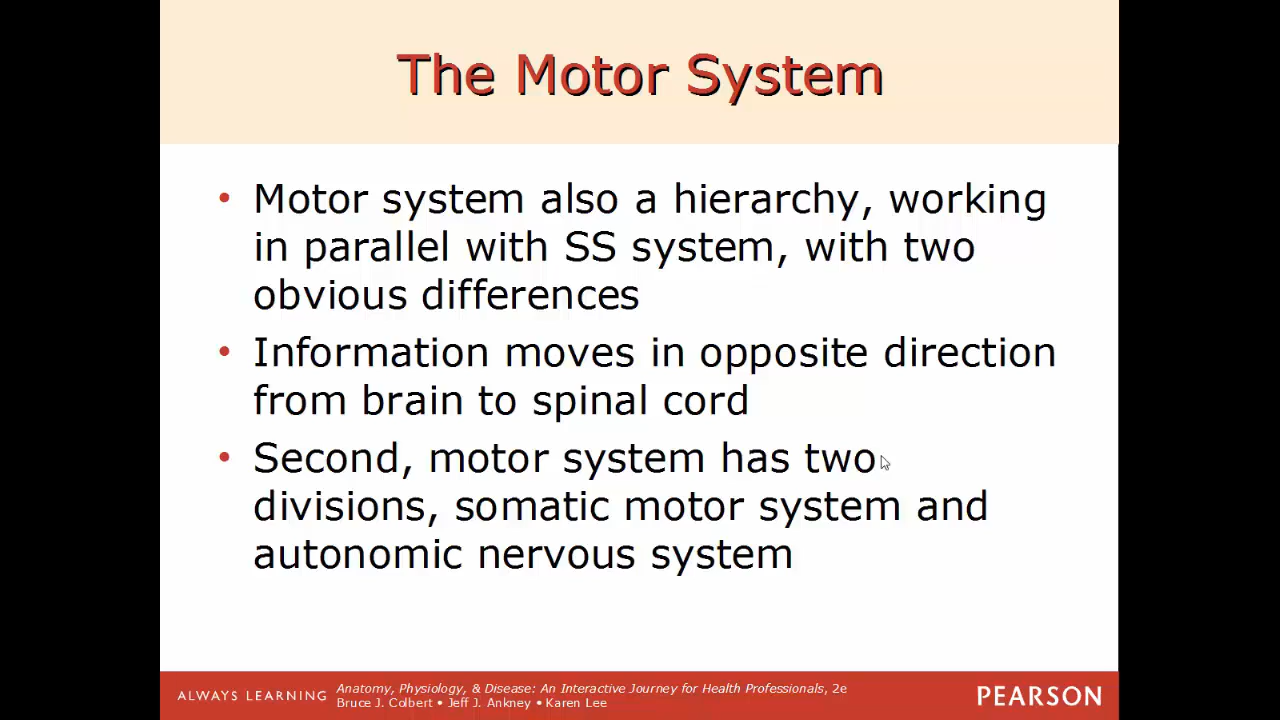 The Motor System
• Motor system also a hierarchy, working
in parallel with SS system, with two
obvious differences
• Information moves in opposite direction
from brain to spinal cord
• Second, motor system has two
divisions, somatic motor system and
autonomic nervous system
ALWAYS LEARNING
Anatomy, Physiology, & Disease: An Interactive Journey for Health Professionals, 2e
Bruce J. Colbert • Jeff J. Ankney • Karen Lee
PEARSON